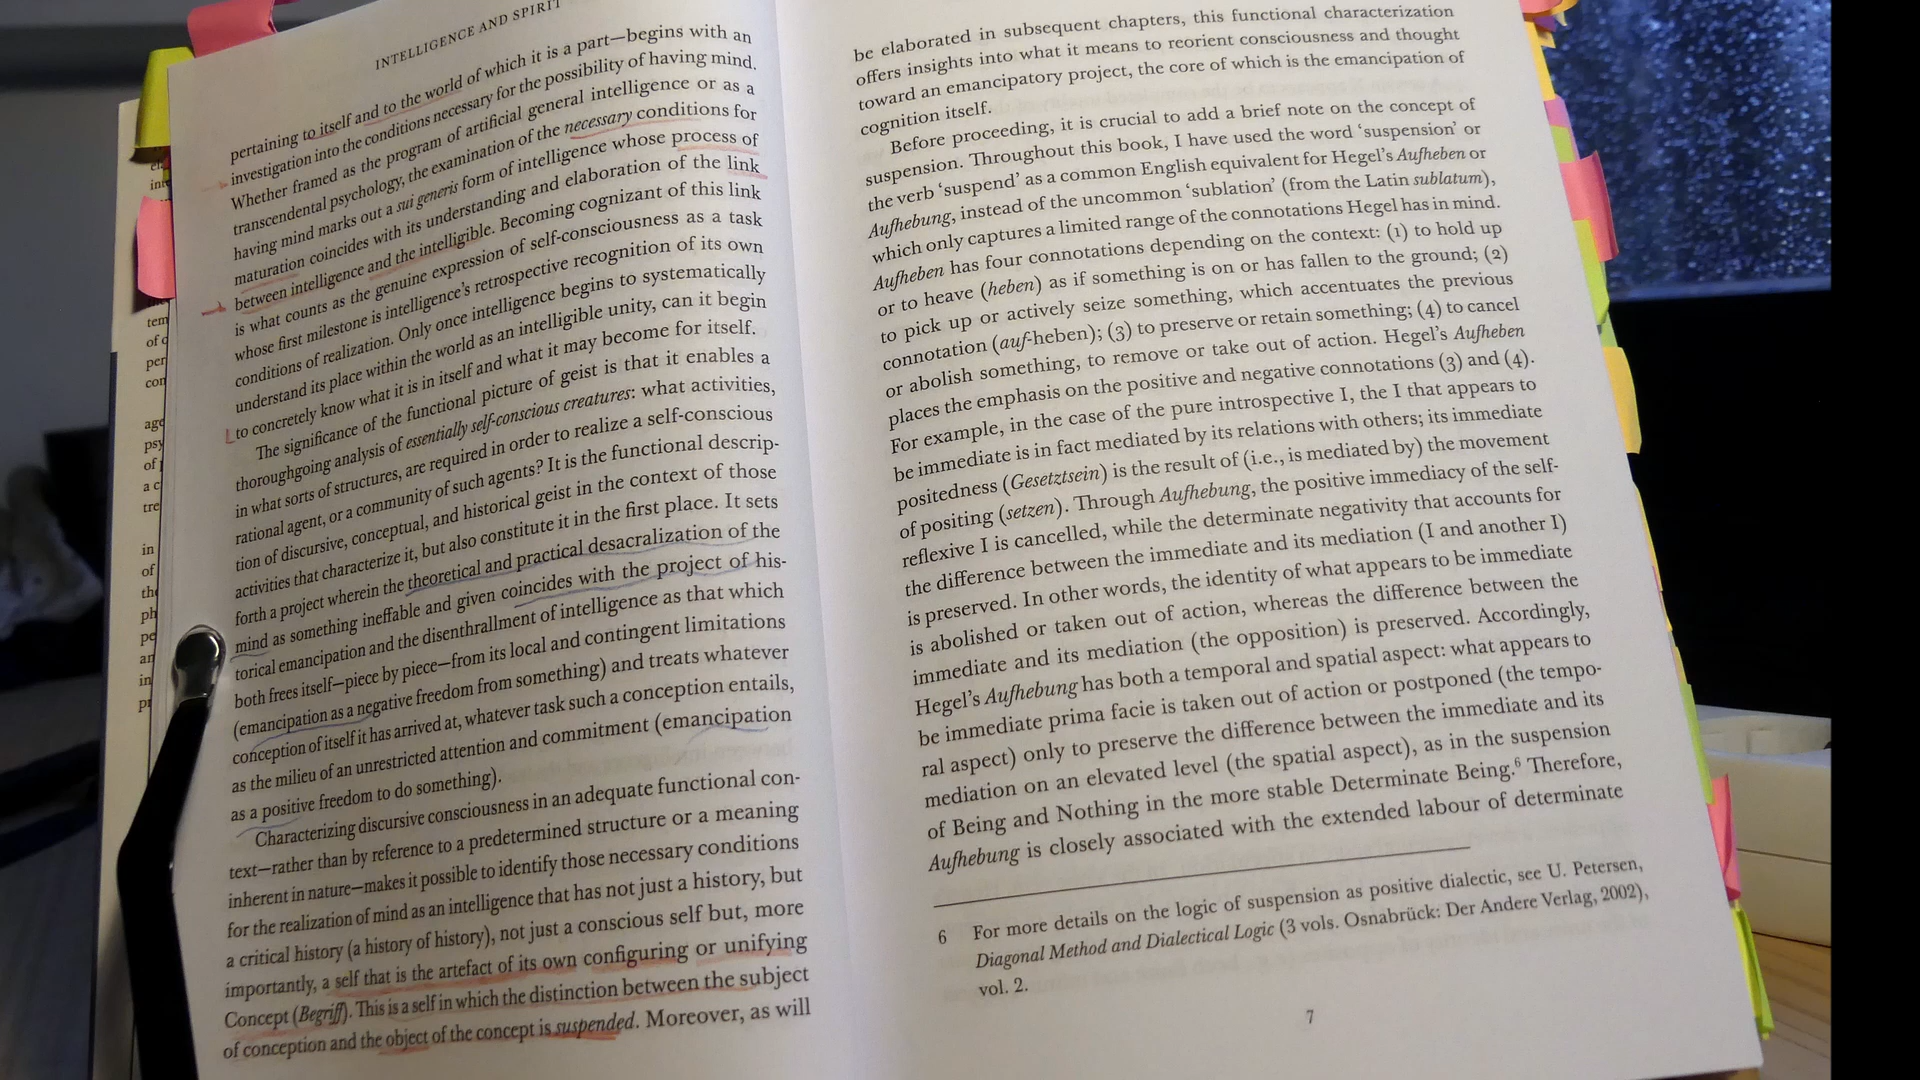 INTELLIGENCE AND SPIRIT
pertaining to itself and to the world of which it is a part—begins with an
investigation into the conditions necessary for the possibility of having mind.
Whether framed as the program of artificial general intelligence or as a
transcendental psychology, the examination of the necessary conditions for
having mind marks out a sui generis form of intelligence whose process of
maturation coincides with its understanding and elaboration of the link
between intelligence and the intelligible. Becoming cognizant of this link
is what counts as the genuine expression of self-consciousness as a task
whose first milestone is intelligence's retrospective recognition of its own
conditions of realization. Only once intelligence begins to systematically
understand its place within the world as an intelligible unity, can it begin
to concretely know what it is in itself and what it may become for itself.
The significance of the functional picture of geist is that it enables a
thoroughgoing analysis of essentially self-conscious creatures: what activities,
in what sorts of structures, are required in order to realize a self-conscious
rational agent, or a community of such agents? It is the functional descrip-
tion of discursive, conceptual, and historical geist in the context of those
activities that characterize it, but also constitute it in the first place. It sets
forth a project wherein the theoretical and practical desacralization of the
mind as something ineffable and given coincides with the project of his-
torical emancipation and the disenthrallment of intelligence as that which
both frees itself—piece by piece—from its local and contingent limitations
(emancipation as a negative freedom from something) and treats whatever
conception of itself it has arrived at, whatever task such a conception entails,
as the milieu of an unrestricted attention and commitment (emancipation
as a positive freedom to do something).
Characterizing discursive consciousness in an adequate functional con-
text—rather than by reference to a predetermined structure or a meaning
inherent in nature—makes it possible to identify those necessary conditions
for the realization of mind as an intelligence that has not just a history, but
a critical history (a history of history), not just a conscious self but, more
importantly, a self that is the artefact of its own configuring or unifying
Concept (Begriff). This is a self in which the distinction between the subject
of conception and the object of the concept is suspended. Moreover, as will
be elaborated in subsequent chapters, this functional characterization
offers insights into what it means to reorient consciousness and thought
toward an emancipatory project, the core of which is the emancipation of
cognition itself.
Before proceeding, it is crucial to add a brief note on the concept of
suspension. Throughout this book, I have used the word ‘suspension’ or
the verb ‘suspend’ as a common English equivalent for Hegel's Aufheben or
Aufhebung, instead of the uncommon ‘sublation’ (from the Latin sublatum),
which only captures a limited range of the connotations Hegel has in mind.
Aufheben has four connotations depending on the context: (1) to hold up
or to heave (heben) as if something is on or has fallen to the ground; (2)
to pick up or actively seize something, which accentuates the previous
connotation (auf-heben); (3) to preserve or retain something; (4) to cancel
or abolish something, to remove or take out of action. Hegel's Aufheben
places the emphasis on the positive and negative connotations (3) and (4).
For example, in the case of the pure introspective I, the I that appears to
be immediate is in fact mediated by its relations with others; its immediate
positedness (Gesetztsein) is the result of (i.e., is mediated by) the movement
of positing (setzen). Through Aufhebung, the positive immediacy of the self-
reflexive I is cancelled, while the determinate negativity that accounts for
the difference between the immediate and its mediation (I and another I)
is preserved. In other words, the identity of what appears to be immediate
is abolished or taken out of action, whereas the difference between the
immediate and its mediation (the opposition) is preserved. Accordingly,
Hegel's Aufhebung has both a temporal and spatial aspect: what appears to
be immediate prima facie is taken out of action or postponed (the tempo-
ral aspect) only to preserve the difference between the immediate and its
mediation on an elevated level (the spatial aspect), as in the suspension
of Being and Nothing in the more stable Determinate Being.6 Therefore,
Aufhebung is closely associated with the extended labour of determinate
6 For more details on the logic of suspension as positive dialectic, see U. Petersen,
Diagonal Method and Dialectical Logic (3 vols. Osnabrück: Der Andere Verlag, 2002),
vol. 2.
7